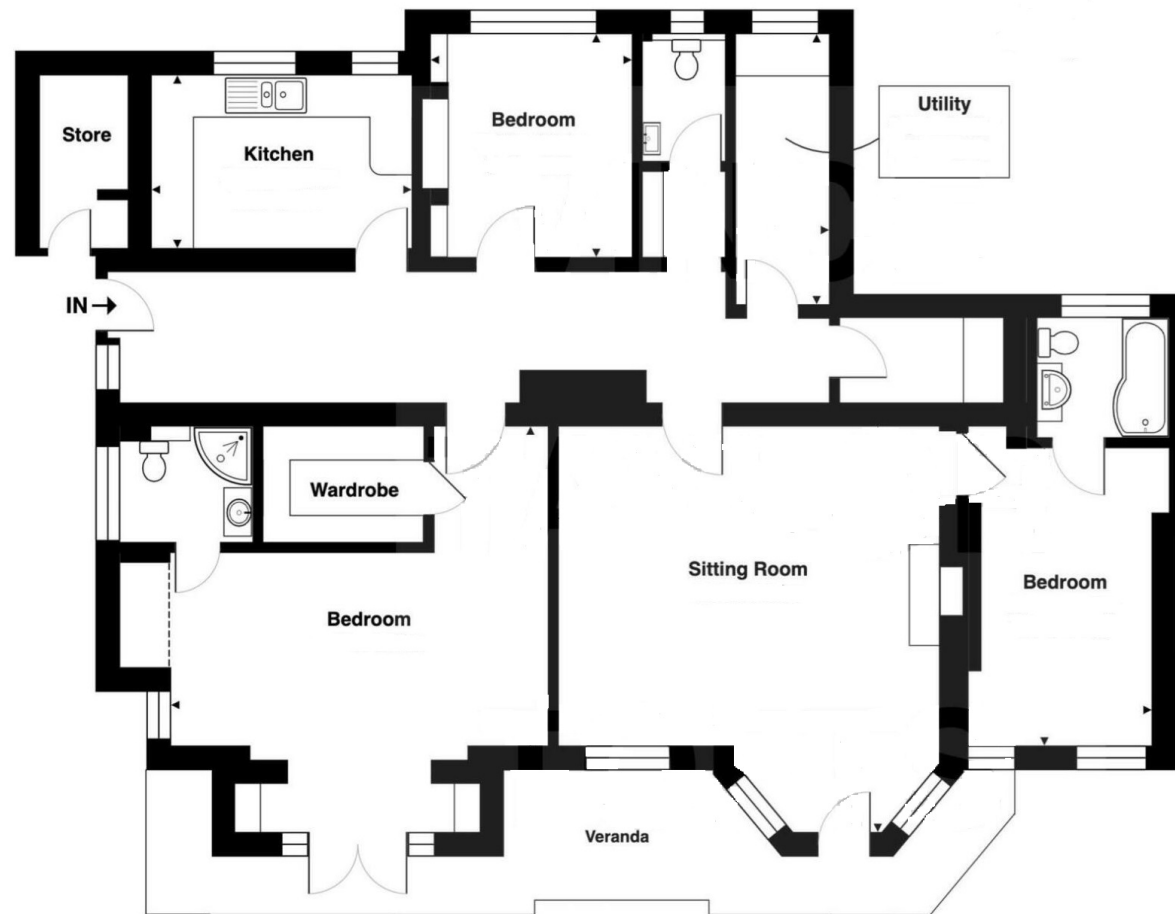 Utility
Bedroom
Store
Kitchen
IN
Wardrobe
Sitting Room
Bedroom
Bedroom
Veranda